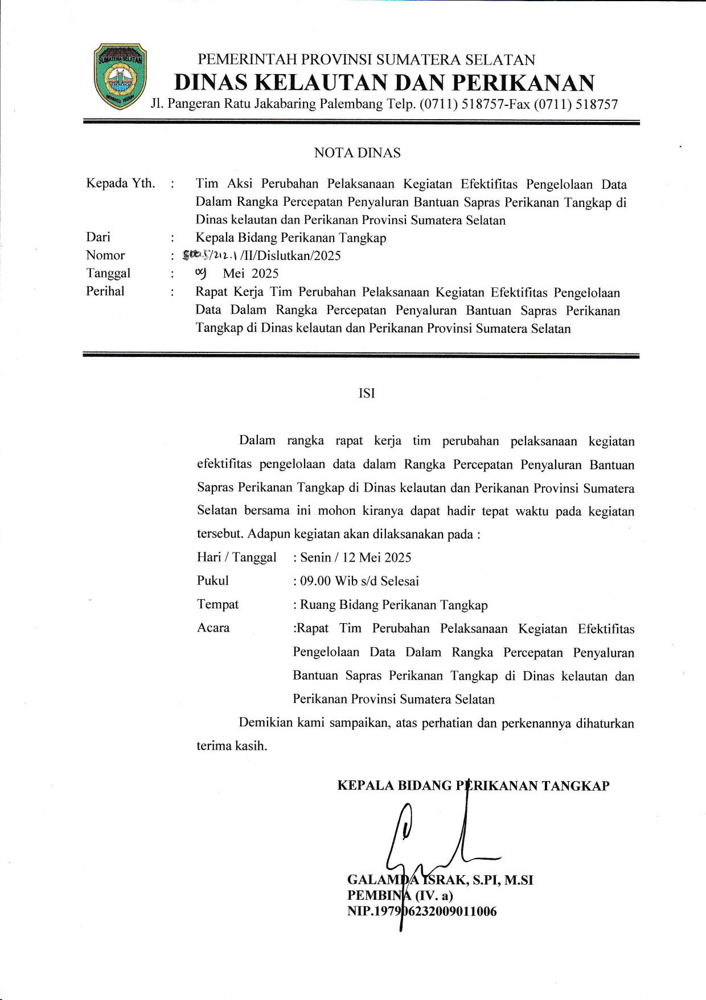 SUMATERA SELATAN
BERSATU TEGUH
PEMERINTAH PROVINSI SUMATERA SELATAN
DINAS KELAUTAN DAN PERIKANAN
Jl. Pangeran Ratu Jakabaring Palembang Telp. (0711) 518757-Fax (0711) 518757
NOTA DINAS
Kepada Yth. : Tim Aksi Perubahan Pelaksanaan Kegiatan Efektifitas Pengelolaan Data
Dalam Rangka Percepatan Penyaluran Bantuan Sapras Perikanan Tangkap di
Dinas kelautan dan Perikanan Provinsi Sumatera Selatan
Dari : Kepala Bidang Perikanan Tangkap
Nomor : /212.1 /II/Dislutkan/2025
Tanggal : 09 Mei 2025
Perihal : Rapat Kerja Tim Perubahan Pelaksanaan Kegiatan Efektifitas Pengelolaan
Data Dalam Rangka Percepatan Penyaluran Bantuan Sapras Perikanan
Tangkap di Dinas kelautan dan Perikanan Provinsi Sumatera Selatan
ISI
Dalam rangka rapat kerja tim perubahan pelaksanaan kegiatan
efektifitas pengelolaan data dalam Rangka Percepatan Penyaluran Bantuan
Sapras Perikanan Tangkap di Dinas kelautan dan Perikanan Provinsi Sumatera
Selatan bersama ini mohon kiranya dapat hadir tepat waktu pada kegiatan
tersebut. Adapun kegiatan akan dilaksanakan pada :
Hari / Tanggal : Senin / 12 Mei 2025
Pukul : 09.00 Wib s/d Selesai
Tempat : Ruang Bidang Perikanan Tangkap
Acara :Rapat Tim Perubahan Pelaksanaan Kegiatan Efektifitas
Pengelolaan Data Dalam Rangka Percepatan Penyaluran
Bantuan Sapras Perikanan Tangkap di Dinas kelautan dan
Perikanan Provinsi Sumatera Selatan
Demikian kami sampaikan, atas perhatian dan perkenannya dihaturkan
terima kasih.
KEPALA BIDANG PERIKANAN TANGKAP
GALAMDA ISRAK, S.PI, M.SI
PEMBINA (IV. a)
NIP.197906232009011006